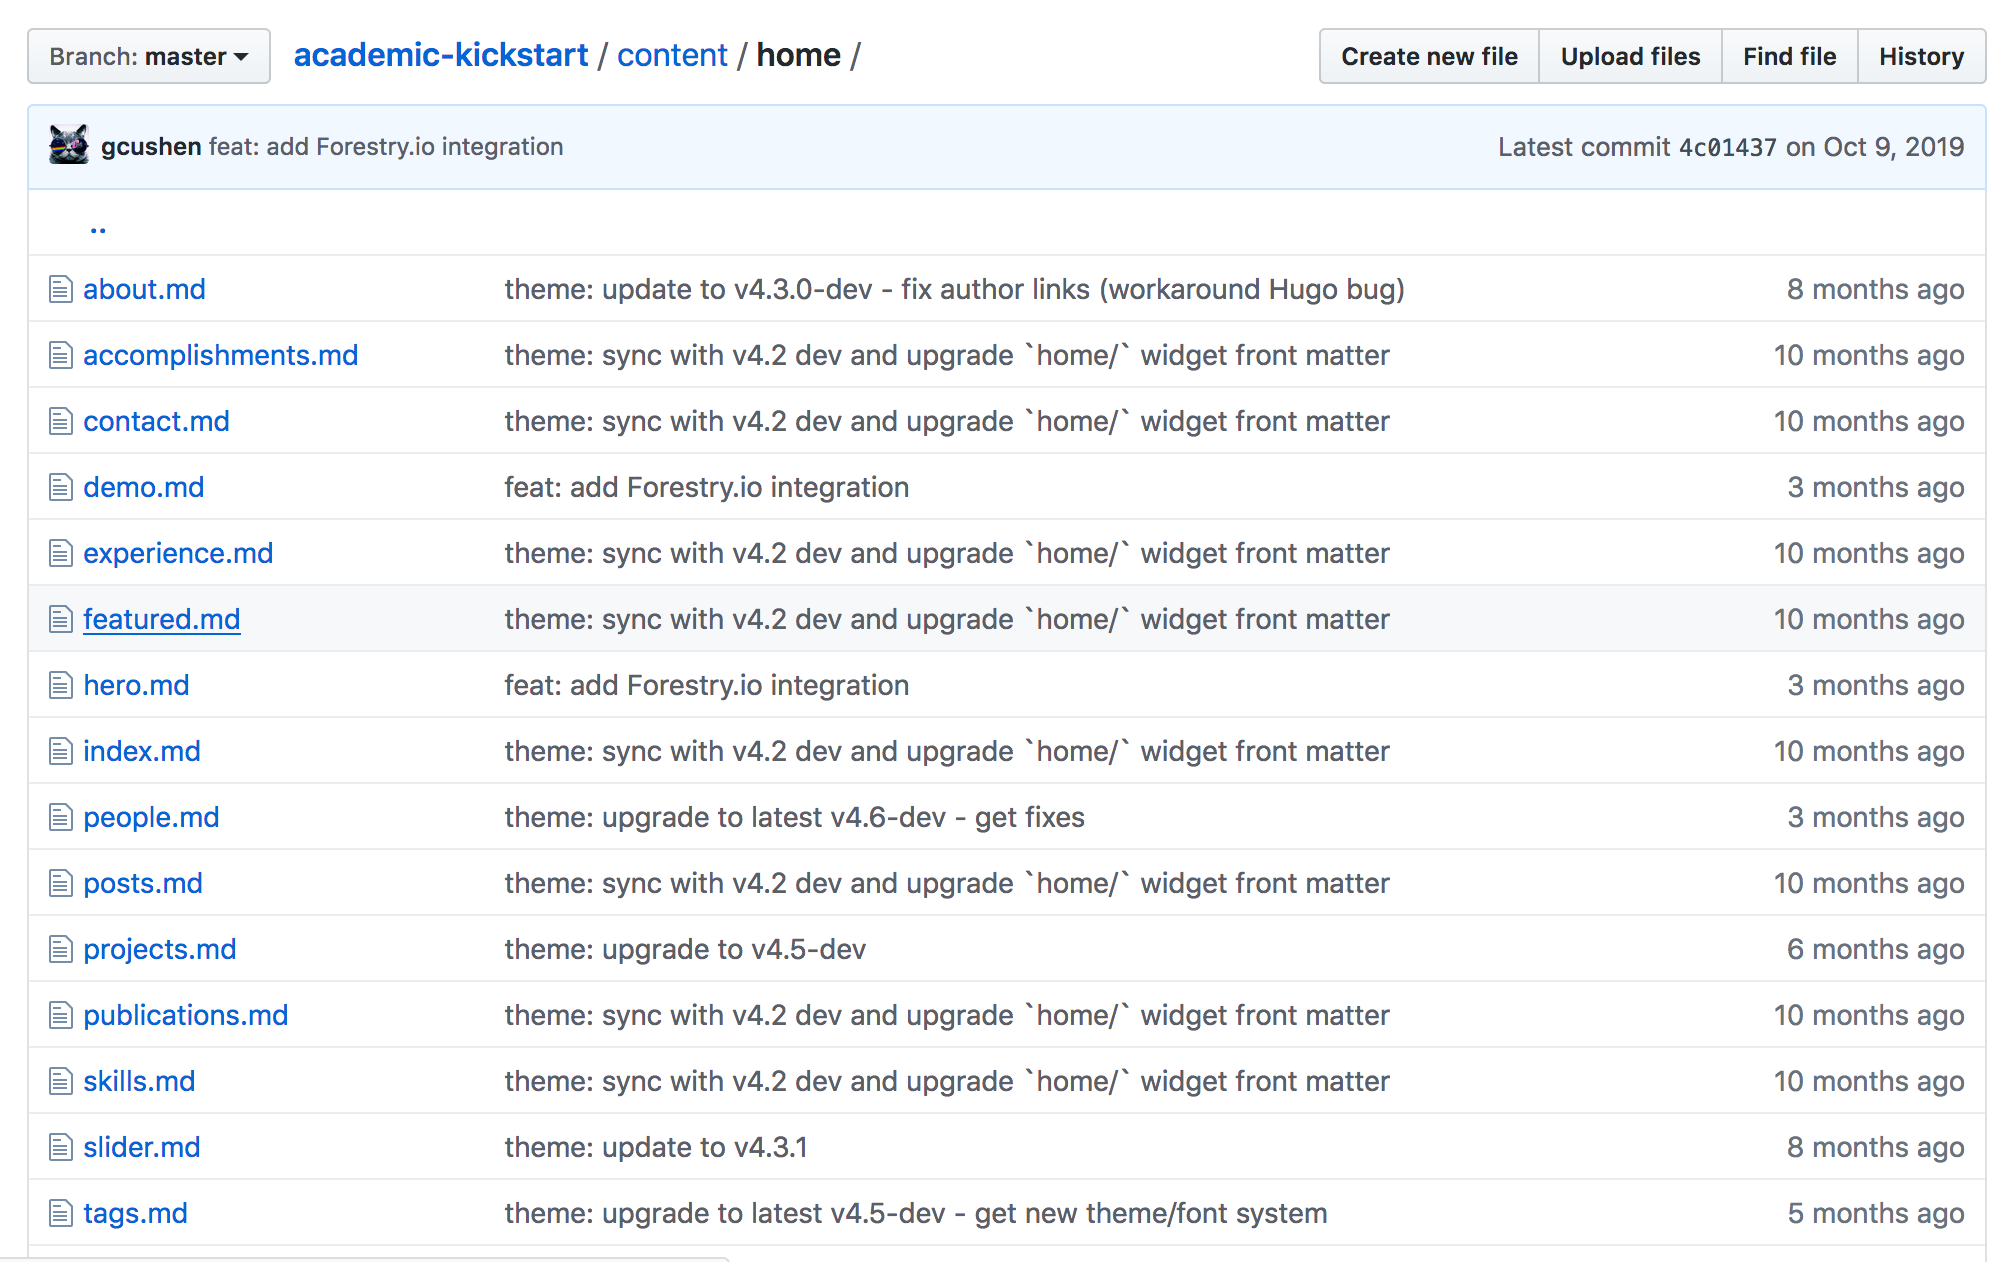 Branch: master academic-kickstart / content / home / Create new file Upload files Find file History
gcushen feat: add Forestry.io integration Latest commit 4c01437 on Oct 9, 2019
..
about.md theme: update to v4.3.0-dev - fix author links (workaround Hugo bug) 8 months ago
accomplishments.md theme: sync with v4.2 dev and upgrade `home/` widget front matter 10 months ago
contact.md theme: sync with v4.2 dev and upgrade `home/` widget front matter 10 months ago
demo.md feat: add Forestry.io integration 3 months ago
experience.md theme: sync with v4.2 dev and upgrade `home/` widget front matter 10 months ago
featured.md theme: sync with v4.2 dev and upgrade `home/` widget front matter 10 months ago
hero.md feat: add Forestry.io integration 3 months ago
index.md theme: sync with v4.2 dev and upgrade `home/` widget front matter 10 months ago
people.md theme: upgrade to latest v4.6-dev - get fixes 3 months ago
posts.md theme: sync with v4.2 dev and upgrade `home/` widget front matter 10 months ago
projects.md theme: upgrade to v4.5-dev 6 months ago
publications.md theme: sync with v4.2 dev and upgrade `home/` widget front matter 10 months ago
skills.md theme: sync with v4.2 dev and upgrade `home/` widget front matter 10 months ago
slider.md theme: update to v4.3.1 8 months ago
tags.md theme: upgrade to latest v4.5-dev - get new theme/font system 5 months ago